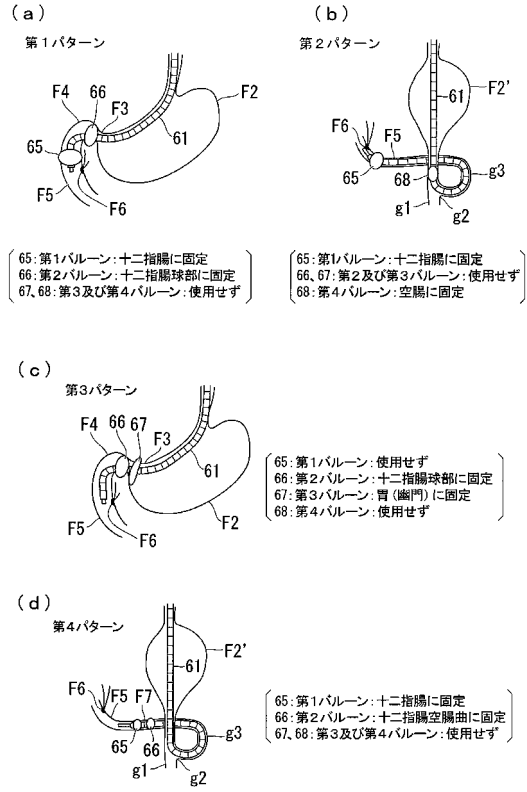 (a)
第1パターン
F4
66
F3
F2
65
61
F5
F6
65:第1バルーン:十二指腸に固定
66:第2バルーン:十二指腸球部に固定
67、68:第3及び第4バルーン:使用せず
(b)
第2パターン
F2'
61
F6
F5
65
68
g3
g1
g2
65:第1バルーン:十二指腸に固定
66、67:第2及び第3バルーン:使用せず
68:第4バルーン:空腸に固定
(c)
第3パターン
F4
66
67
F3
61
F5
F6
F2
65:第1バルーン:使用せず
66:第2バルーン:十二指腸球部に固定
67:第3バルーン:胃(幽門)に固定
68:第4バルーン:使用せず
(d)
第4パターン
F2'
61
F6
F5
F7
65
66
g3
g1
g2
65:第1バルーン:十二指腸に固定
66:第2バルーン:十二指腸空腸曲に固定
67、68:第3及び第4バルーン:使用せず